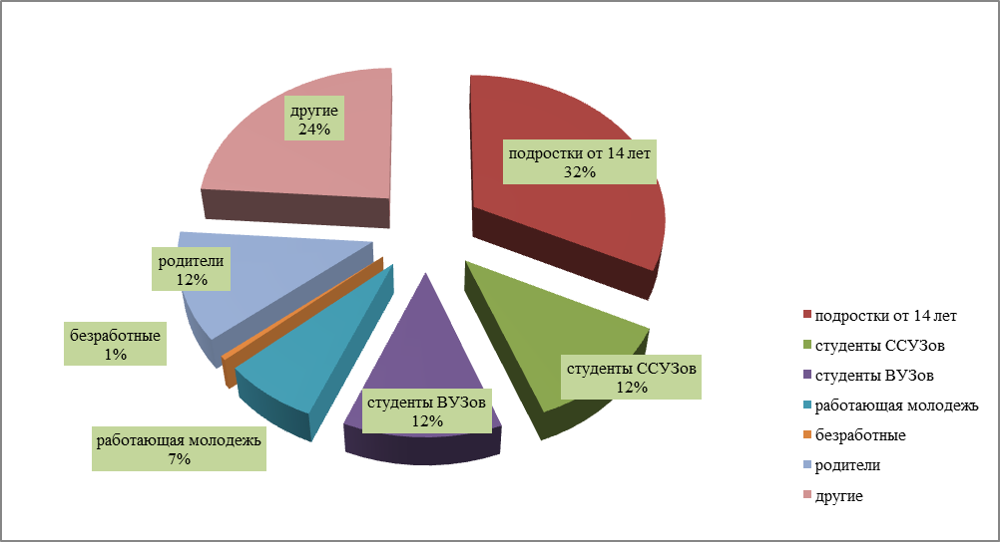 другие
24%
подростки от 14 лет
32%
родители
12%
безработные
1%
студенты ССУЗов
12%
студенты ВУЗов
12%
работающая молодежь
7%
подростки от 14 лет
студенты ССУЗов
студенты ВУЗов
работающая молодежь
безработные
родители
другие